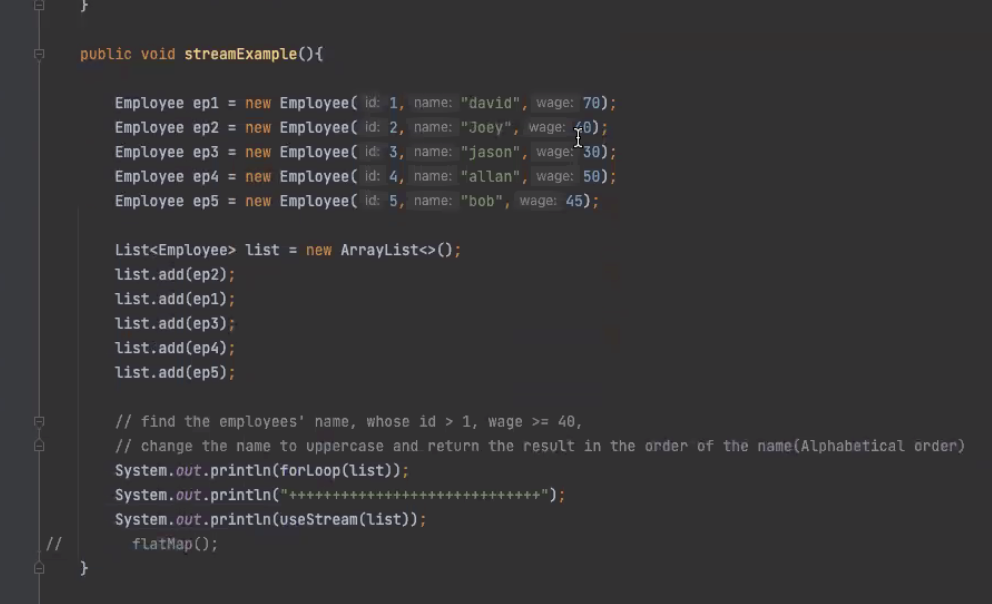 }
public void streamExample(){
Employee ep1 = new Employee( id: 1, name: "david", wage: 70);
Employee ep2 = new Employee( id: 2, name: "Joey", wage: 40);
Employee ep3 = new Employee( id: 3, name: "jason", wage: 30);
Employee ep4 = new Employee( id: 4, name: "allan", wage: 50);
Employee ep5 = new Employee( id: 5, name: "bob", wage: 45);
List<Employee> list = new ArrayList<>();
list.add(ep2);
list.add(ep1);
list.add(ep3);
list.add(ep4);
list.add(ep5);
// find the employees' name, whose id > 1, wage >= 40,
// change the name to uppercase and return the result in the order of the name(Alphabetical order)
System.out.println(forLoop(list));
System.out.println("+++++++++++++++++++++++++++++");
System.out.println(useStream(list));
// flatMap();
}